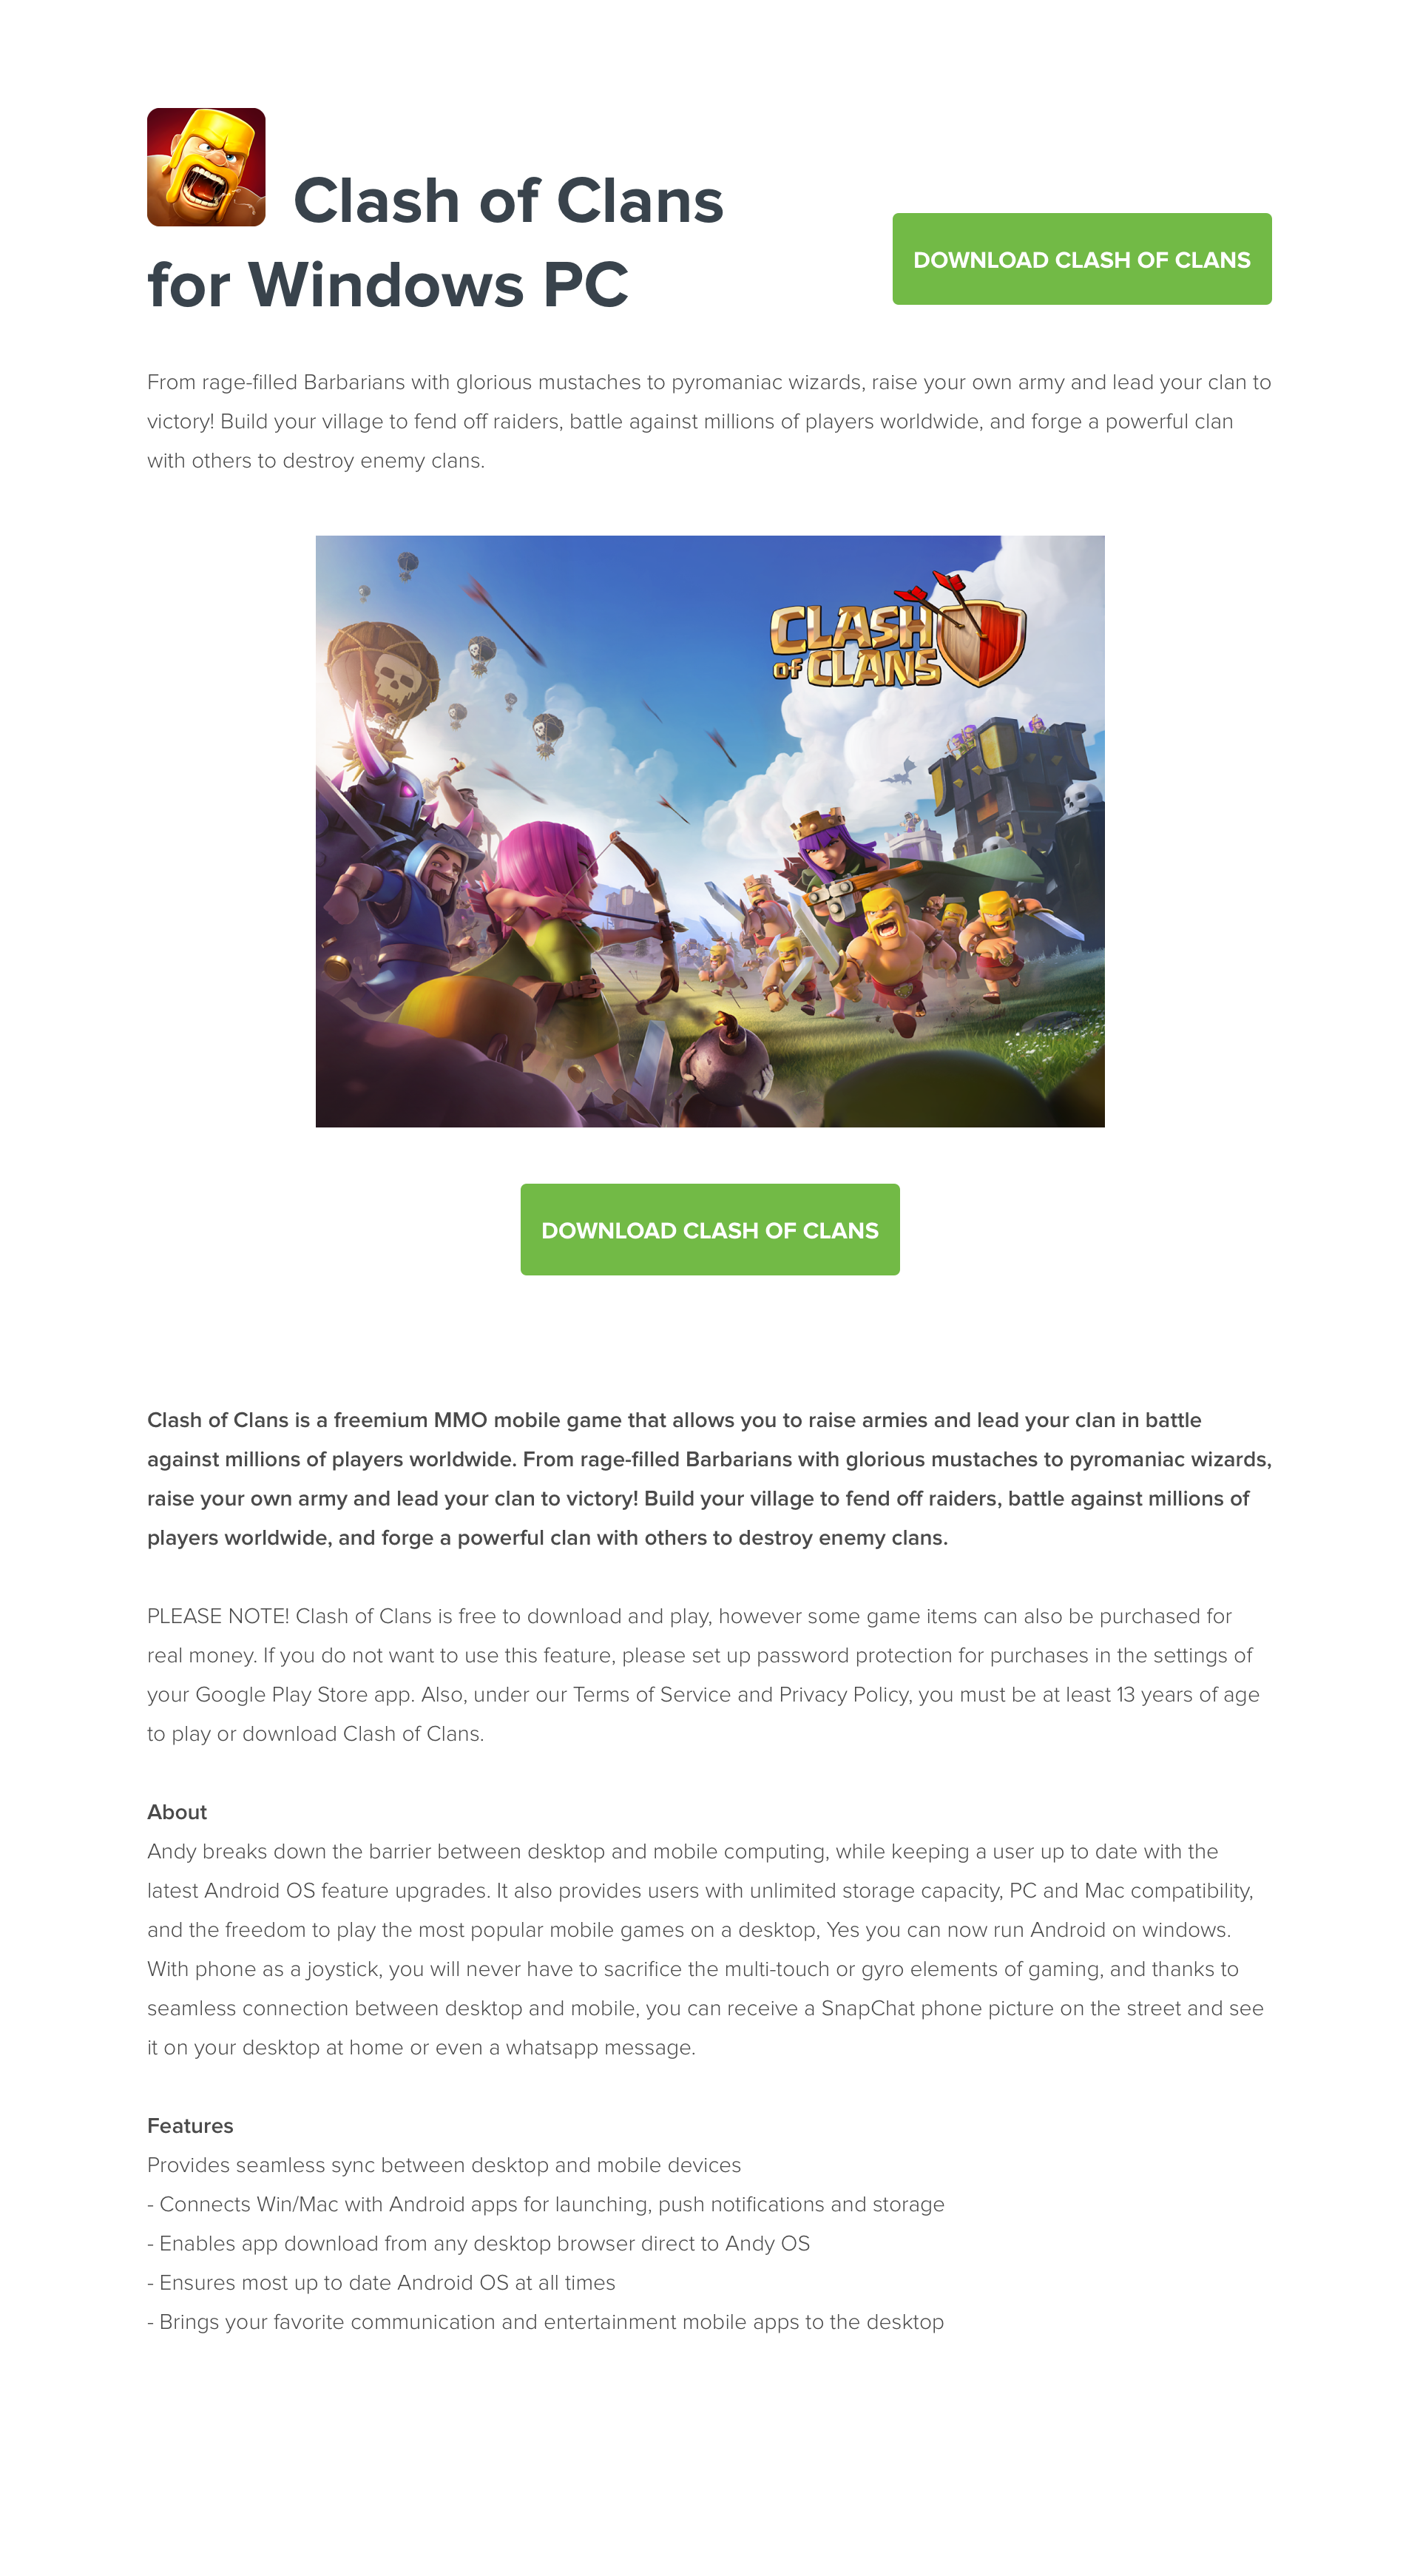 Clash of Clans
for Windows PC
DOWNLOAD CLASH OF CLANS
From rage-filled Barbarians with glorious mustaches to pyromaniac wizards, raise your own army and lead your clan to
victory! Build your village to fend off raiders, battle against millions of players worldwide, and forge a powerful clan
with others to destroy enemy clans.
CLASH
OF CLANS
DOWNLOAD CLASH OF CLANS
Clash of Clans is a freemium MMO mobile game that allows you to raise armies and lead your clan in battle
against millions of players worldwide. From rage-filled Barbarians with glorious mustaches to pyromaniac wizards,
raise your own army and lead your clan to victory! Build your village to fend off raiders, battle against millions of
players worldwide, and forge a powerful clan with others to destroy enemy clans.
PLEASE NOTE! Clash of Clans is free to download and play, however some game items can also be purchased for
real money. If you do not want to use this feature, please set up password protection for purchases in the settings of
your Google Play Store app. Also, under our Terms of Service and Privacy Policy, you must be at least 13 years of age
to play or download Clash of Clans.
About
Andy breaks down the barrier between desktop and mobile computing, while keeping a user up to date with the
latest Android OS feature upgrades. It also provides users with unlimited storage capacity, PC and Mac compatibility,
and the freedom to play the most popular mobile games on a desktop, Yes you can now run Android on windows.
With phone as a joystick, you will never have to sacrifice the multi-touch or gyro elements of gaming, and thanks to
seamless connection between desktop and mobile, you can receive a SnapChat phone picture on the street and see
it on your desktop at home or even a whatsapp message.
Features
Provides seamless sync between desktop and mobile devices
- Connects Win/Mac with Android apps for launching, push notifications and storage
- Enables app download from any desktop browser direct to Andy OS
- Ensures most up to date Android OS at all times
- Brings your favorite communication and entertainment mobile apps to the desktop